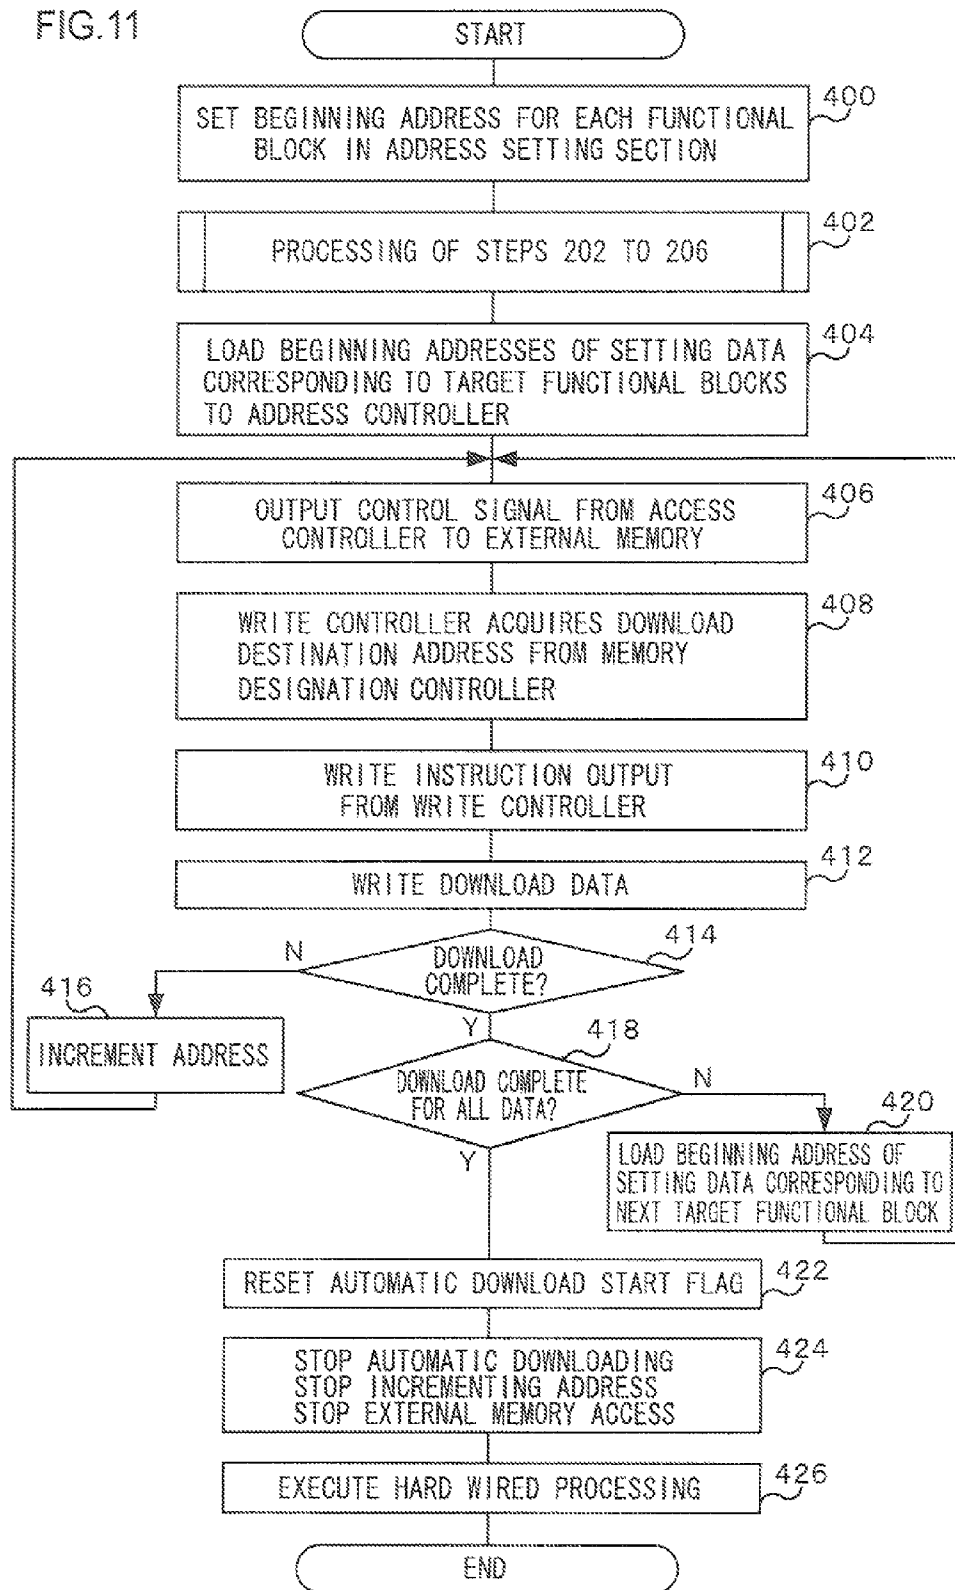 FIG.11
START
400
SET BEGINNING ADDRESS FOR EACH FUNCTIONAL
BLOCK IN ADDRESS SETTING SECTION
402
PROCESSING OF STEPS 202 TO 206
404
LOAD BEGINNING ADDRESSES OF SETTING DATA
CORRESPONDING TO TARGET FUNCTIONAL BLOCKS
TO ADDRESS CONTROLLER
406
OUTPUT CONTROL SIGNAL FROM ACCESS
CONTROLLER TO EXTERNAL MEMORY
408
WRITE CONTROLLER ACQUIRES DOWNLOAD
DESTINATION ADDRESS FROM MEMORY
DESIGNATION CONTROLLER
410
WRITE INSTRUCTION OUTPUT
FROM WRITE CONTROLLER
412
WRITE DOWNLOAD DATA
N
414
DOWNLOAD
COMPLETE?
416
Y
INCREMENT ADDRESS
418
DOWNLOAD COMPLETE
FOR ALL DATA?
N
Y
420
LOAD BEGINNING ADDRESS OF
SETTING DATA CORRESPONDING TO
NEXT TARGET FUNCTIONAL BLOCK
RESET AUTOMATIC DOWNLOAD START FLAG
422
424
STOP AUTOMATIC DOWNLOADING
STOP INCREMENTING ADDRESS
STOP EXTERNAL MEMORY ACCESS
EXECUTE HARD WIRED PROCESSING
426
END